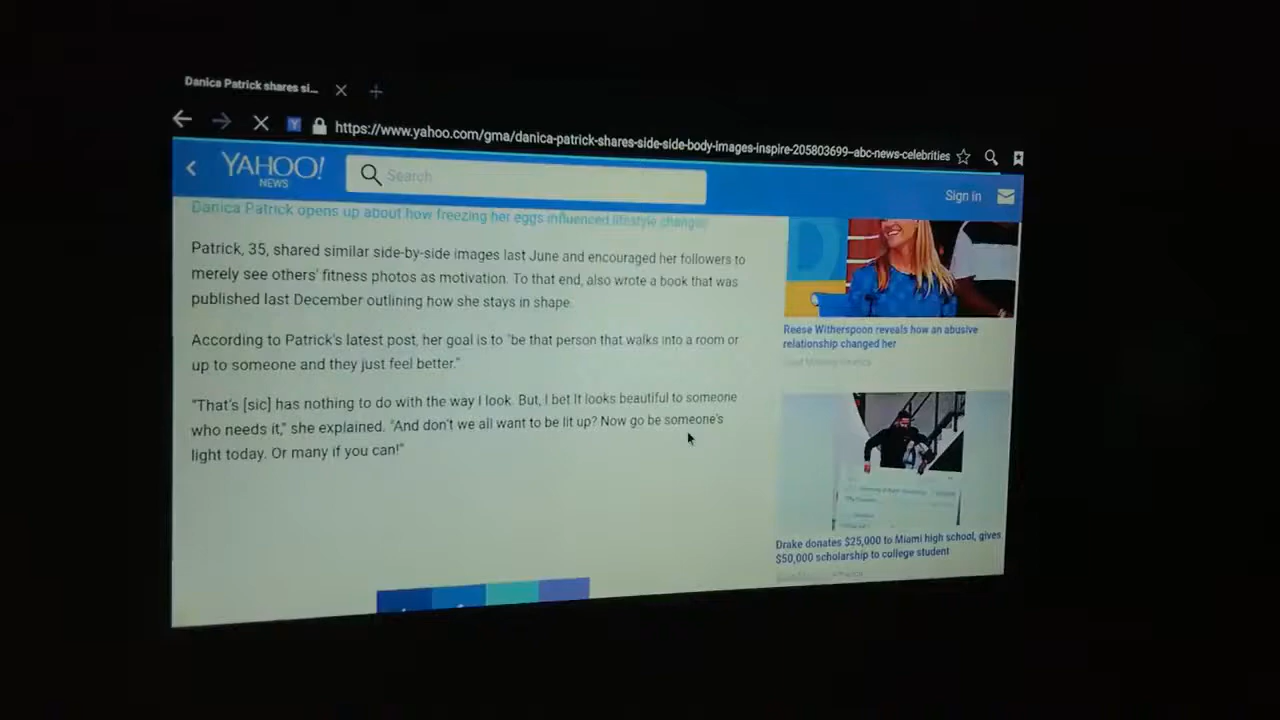 Danica Patrick shares si...
https://www.yahoo.com/gma/danica-patrick-shares-side-side-body-images-inspire-205803699--abc-news-celebrities
YAHOO!
NEWS
Search
Sign in
Danica Patrick opens up about how freezing her eggs influenced lifestyle changes
Patrick, 35, shared similar side-by-side images last June and encouraged her followers to
merely see others' fitness photos as motivation. To that end, also wrote a book that was
published last December outlining how she stays in shape.
According to Patrick's latest post, her goal is to "be that person that walks into a room or
up to someone and they just feel better."
"That's [sic] has nothing to do with the way I look. But, I bet It looks beautiful to someone
who needs it," she explained. "And don't we all want to be lit up? Now go be someone's
light today. Or many if you can!"
Reese Witherspoon reveals how an abusive
relationship changed her
Good Morning America
Drake donates $25,000 to Miami high school, gives
$50,000 scholarship to college student